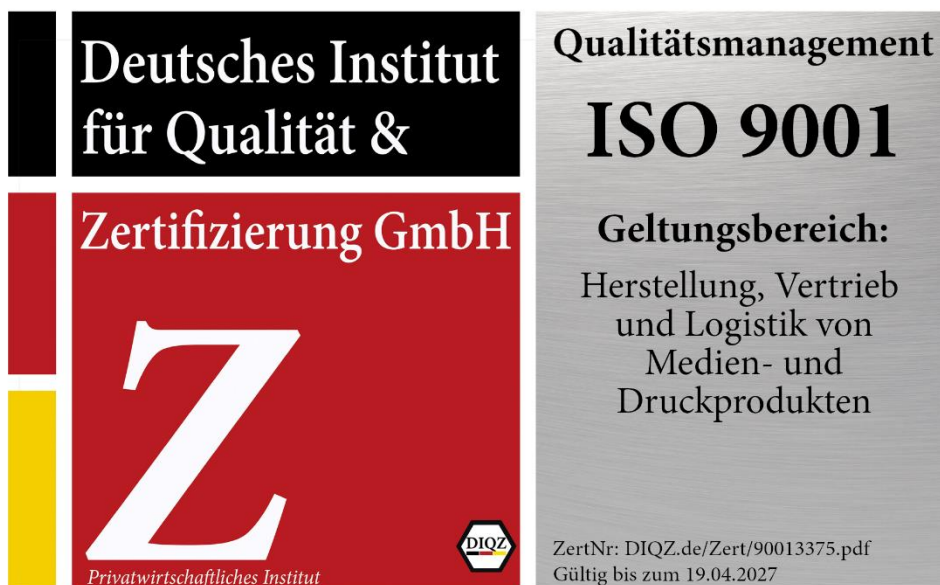 Deutsches Institut
für Qualität &
Zertifizierung GmbH
Z
Privatwirtschaftliches Institut
DIQZ
Qualitätsmanagement
ISO 9001
Geltungsbereich:
Herstellung, Vertrieb
und Logistik von
Medien- und
Druckprodukten
ZertNr: DIQZ.de/Zert/90013375.pdf
Gültig bis zum 19.04.2027